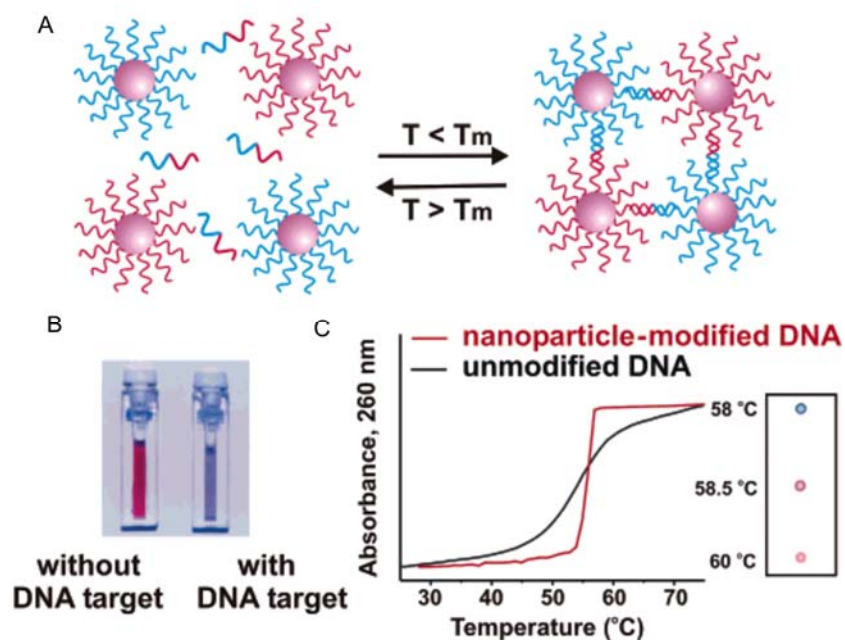 A
T < Tm
T > Tm
B
without
DNA target
with
DNA target
C
nanoparticle-modified DNA
unmodified DNA
Absorbance, 260 nm
30 40 50 60 70
Temperature (°C)
58 °C
58.5 °C
60 °C